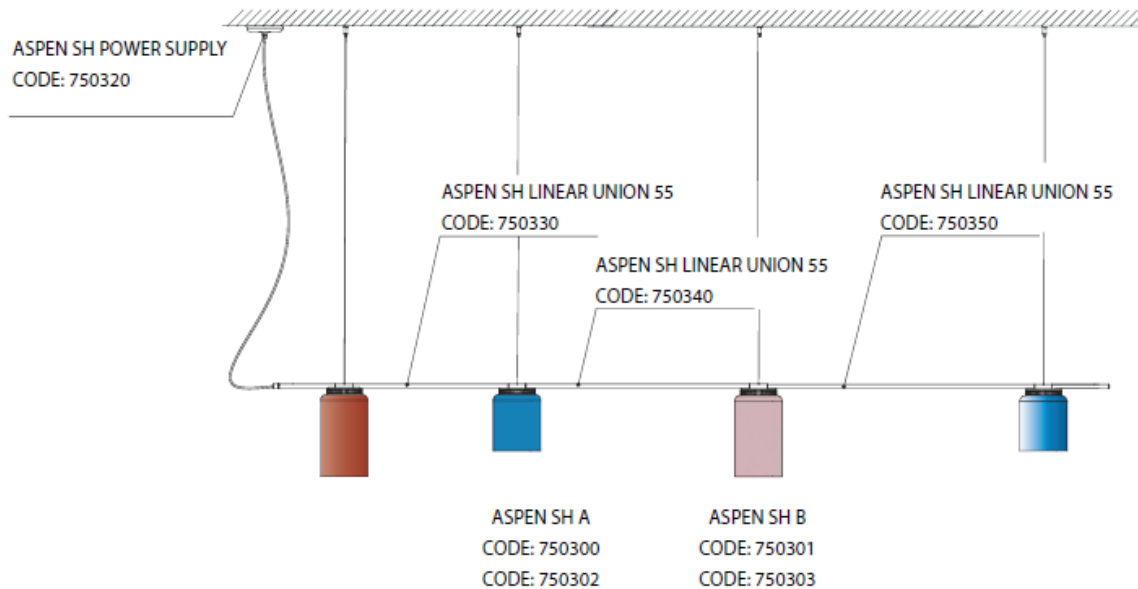 ASPEN SH POWER SUPPLY
CODE: 750320
ASPEN SH LINEAR UNION 55
CODE: 750330
ASPEN SH LINEAR UNION 55
CODE: 750350
ASPEN SH LINEAR UNION 55
CODE: 750340
ASPEN SH A
CODE: 750300
CODE: 750302
ASPEN SH B
CODE: 750301
CODE: 750303